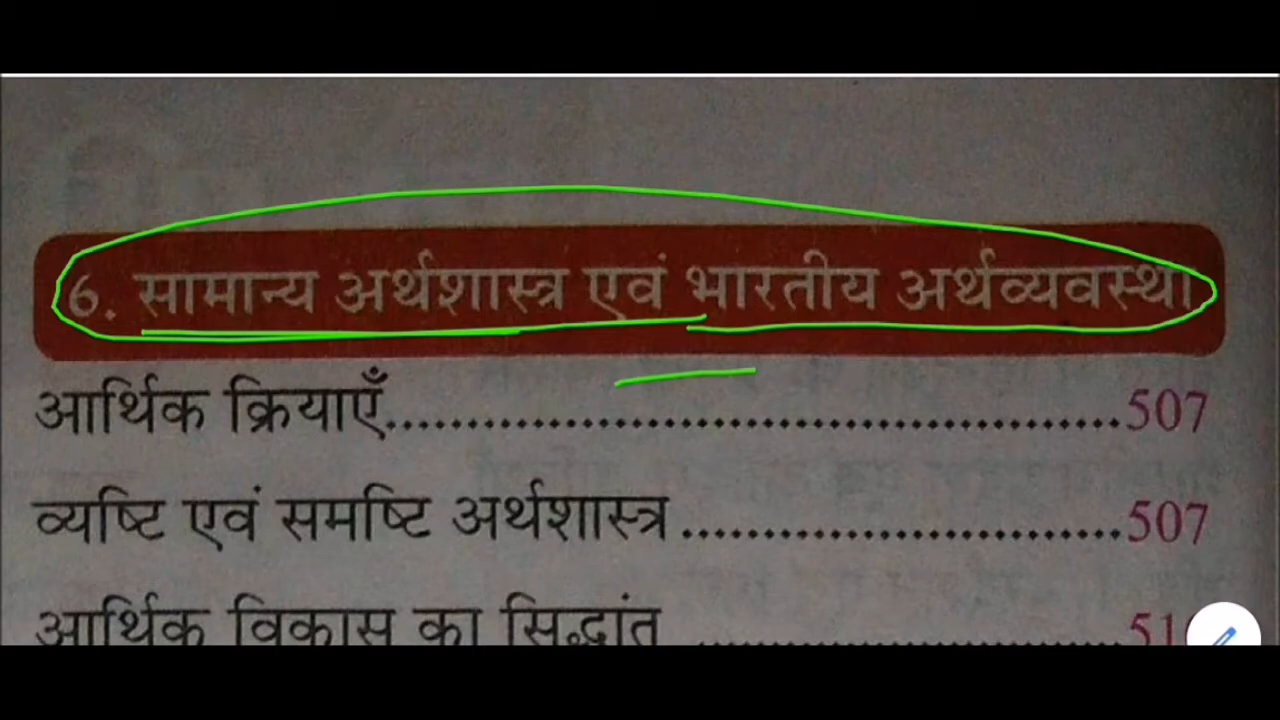 6. सामान्य अर्थशास्त्र एवं भारतीय अर्थव्यवस्था
आर्थिक क्रियाएँ........................................507
व्यष्टि एवं समष्टि अर्थशास्त्र..........................507
आर्थिक विकास का सिद्धांत